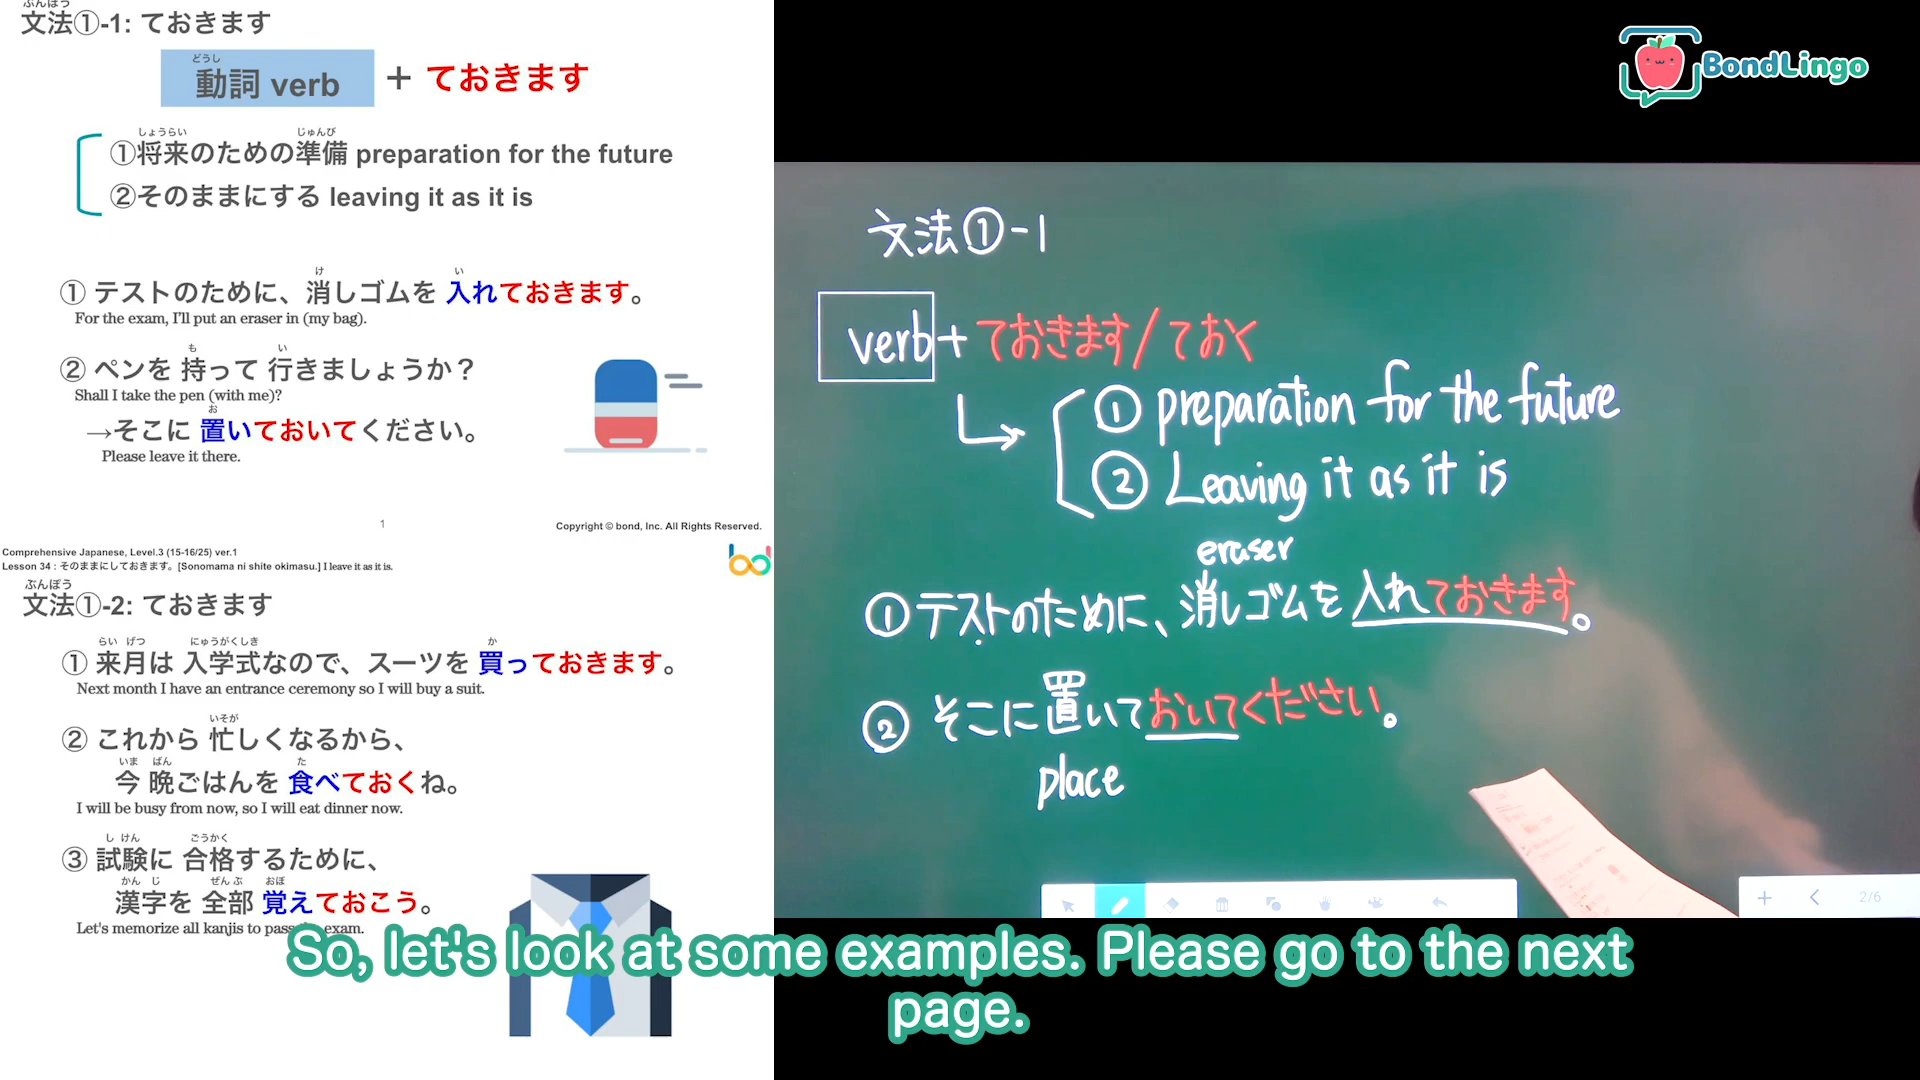 ぶんぽう
文法①-1: ておきます
どうし
動詞 verb + ておきます
しょうらい じゅんび
①将来のための準備 preparation for the future
②そのままにする leaving it as it is
け い
① テストのために、消しゴムを 入れておきます。
For the exam, I'll put an eraser in (my bag).
も い
② ペンを 持って 行きましょうか？
Shall I take the pen (with me)?
お
→そこに 置いておいてください。
Please leave it there.
1
Copyright © bond, Inc. All Rights Reserved.
Comprehensive Japanese, Level.3 (15-16/25) ver.1
Lesson 34 : そのままにしておきます。[Sonomama ni shite okimasu.] I leave it as it is.
bd
ぶんぽう
文法①-2: ておきます
らい げつ にゅうがくしき か
① 来月は 入学式なので、スーツを 買っておきます。
Next month I have an entrance ceremony so I will buy a suit.
いそが
② これから 忙しくなるから、
いま ばん た
今 晩ごはんを 食べておくね。
I will be busy from now, so I will eat dinner now.
し けん ごうかく
③ 試験に 合格するために、
かん じ ぜん ぶ おぼ
漢字を 全部 覚えておこう。
Let's memorize all kanjis to pass exam.
BondLingo
文法①-1
verb + ておきます/ておく
① preparation for the future
② Leaving it as it is
eraser
①テストのために、消しゴムを入れておきます。
② そこに置いておいてください。
place
2/6
So, let's look at some examples. Please go to the next
page.